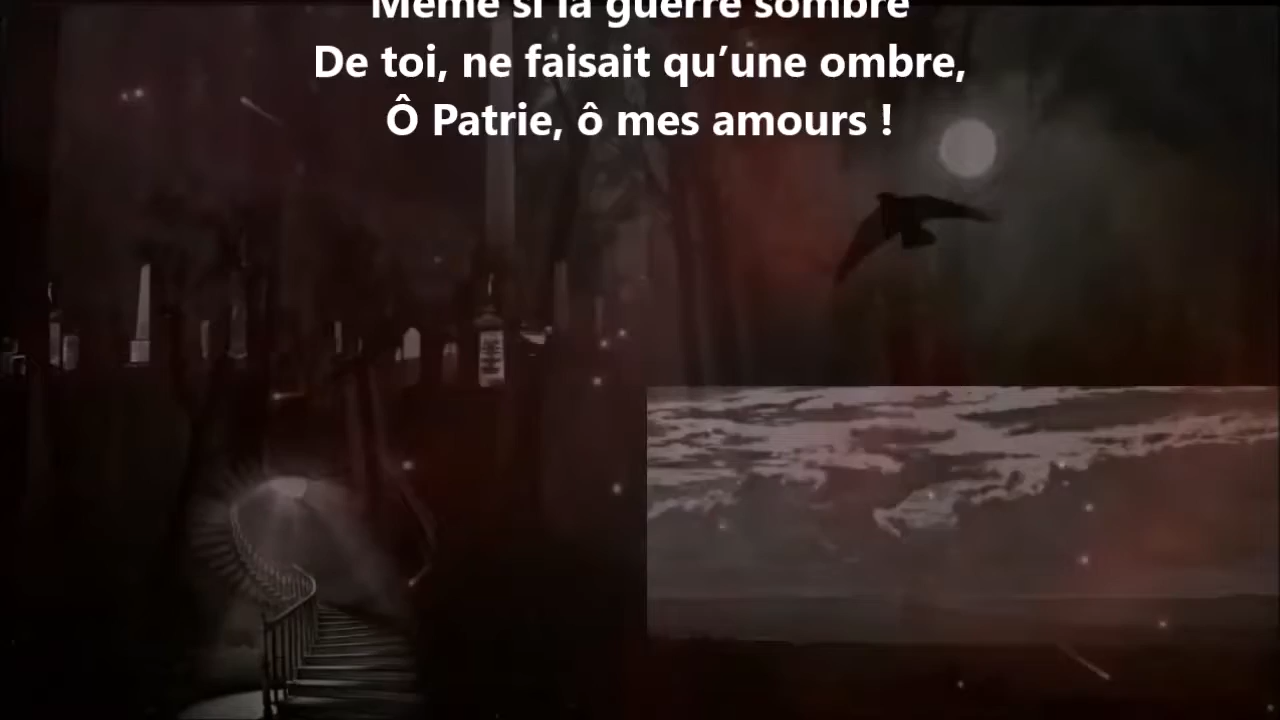 Même si la guerre sombre
De toi, ne faisait qu’une ombre,
Ô Patrie, ô mes amours !